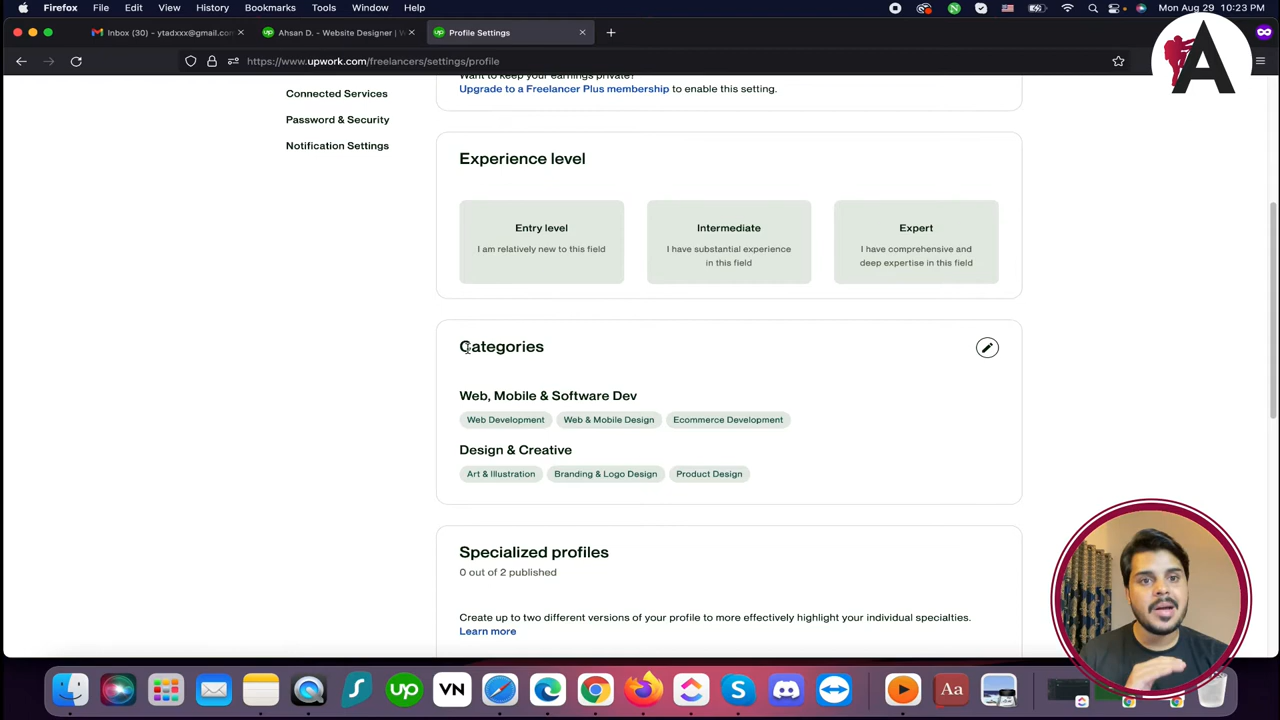 Firefox File Edit View History Bookmarks Tools Window Help Mon Aug 29 10:23 PM
Inbox (30) - ytadxxx@gmail.con
Ahsan D. - Website Designer | W
Profile Settings
https://www.upwork.com/freelancers/settings/profile
A
Want to keep your earnings private?
Connected Services
Upgrade to a Freelancer Plus membership to enable this setting.
Password & Security
Notification Settings
Experience level
Entry level
I am relatively new to this field
Intermediate
I have substantial experience
in this field
Expert
I have comprehensive and
deep expertise in this field
Categories
Web, Mobile & Software Dev
Web Development Web & Mobile Design Ecommerce Development
Design & Creative
Art & Illustration Branding & Logo Design Product Design
Specialized profiles
0 out of 2 published
Create up to two different versions of your profile to more effectively highlight your individual specialties.
Learn more
up VN Aa